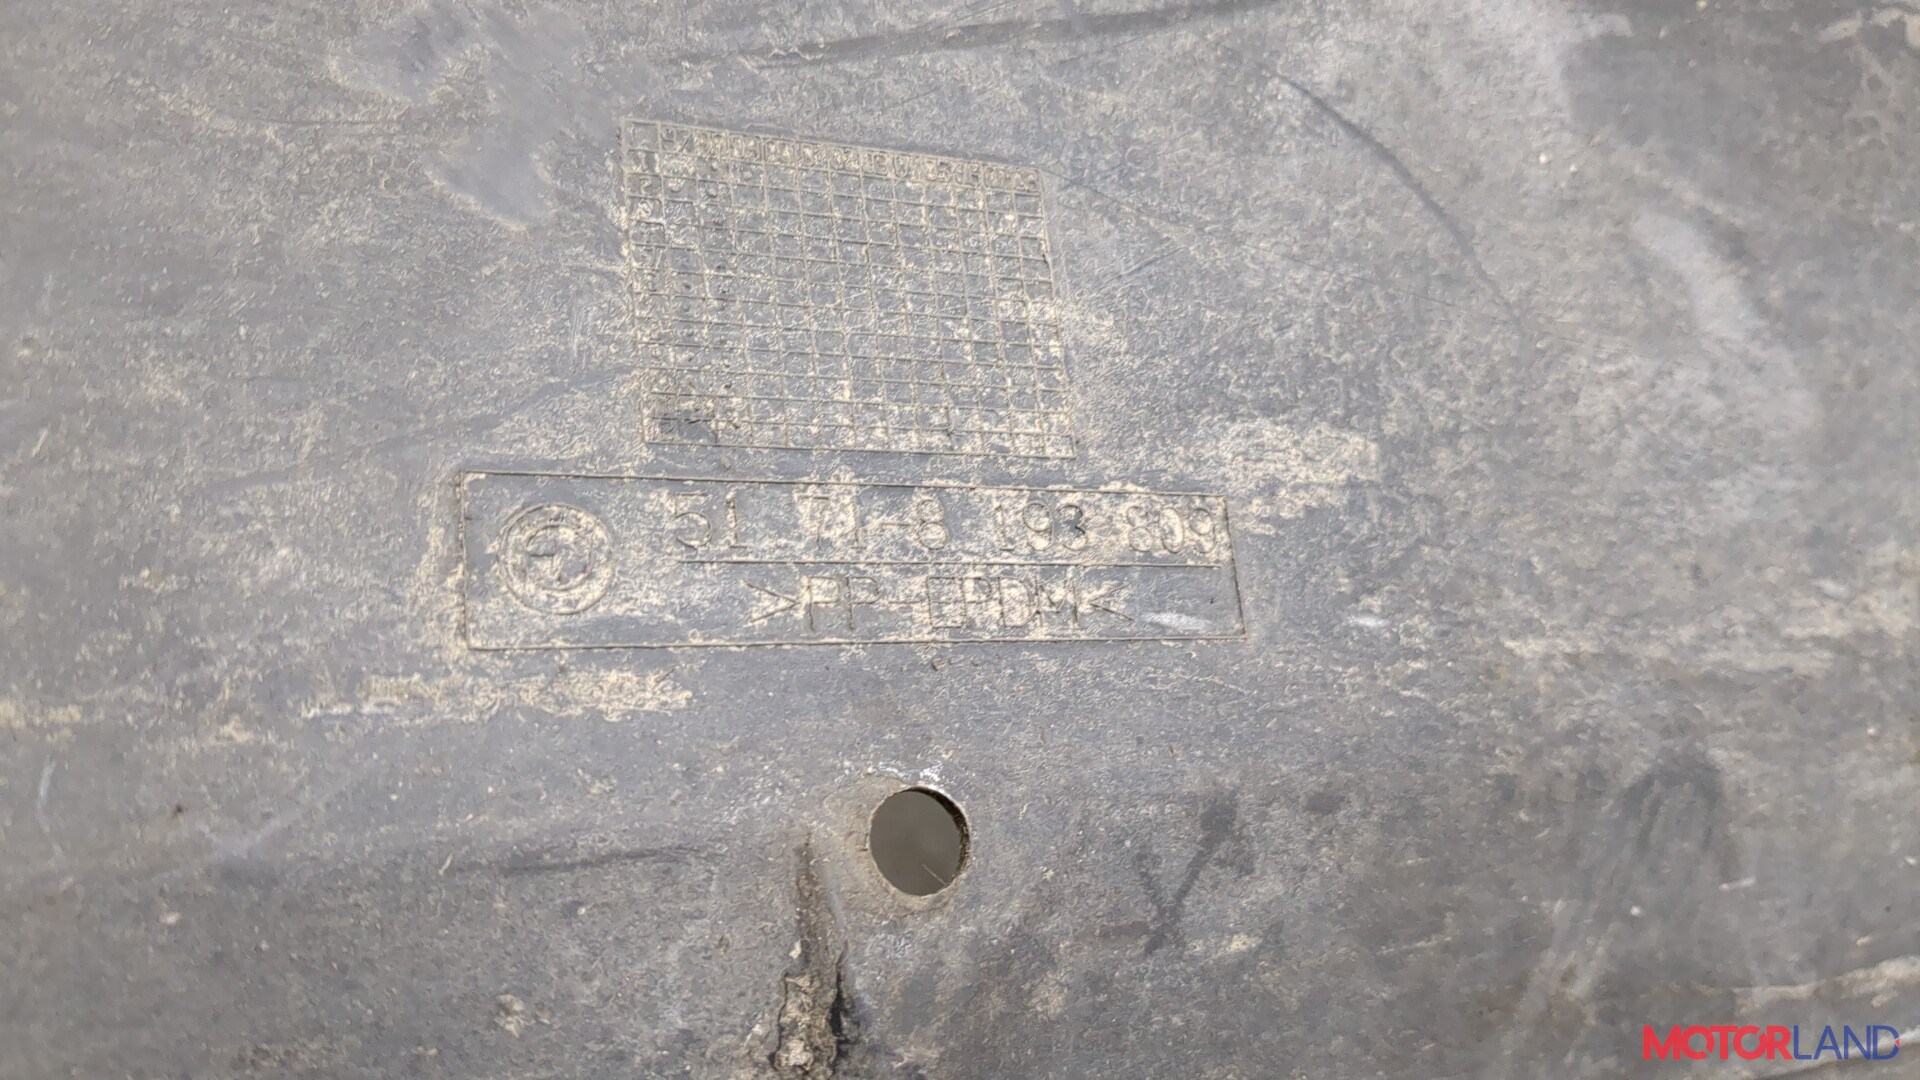 51 71-8 193 809
>PP-EPDM<
MOTORLAND